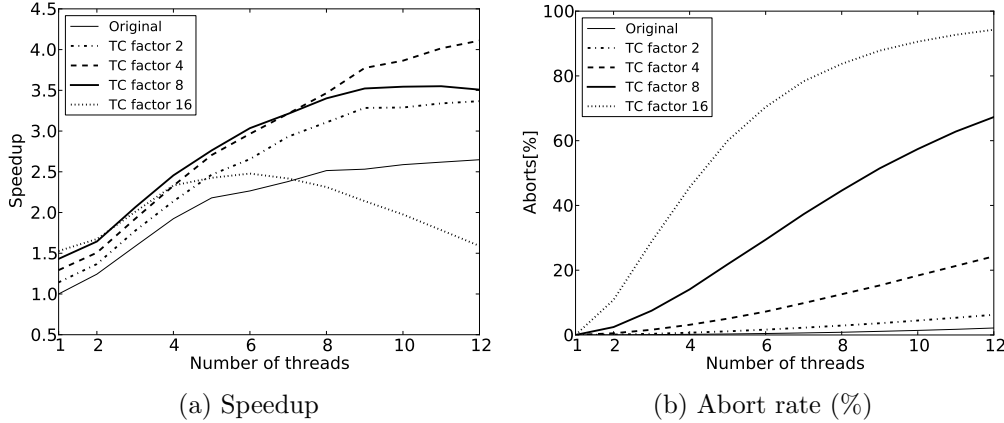 4.5
4.0
3.5
3.0
2.5
2.0
1.5
1.0
0.5
Speedup
Original
TC factor 2
TC factor 4
TC factor 8
TC factor 16
1 2 4 6 8 10 12
Number of threads
(a) Speedup
100
80
60
40
20
0
Aborts[%]
Original
TC factor 2
TC factor 4
TC factor 8
TC factor 16
1 2 4 6 8 10 12
Number of threads
(b) Abort rate (%)